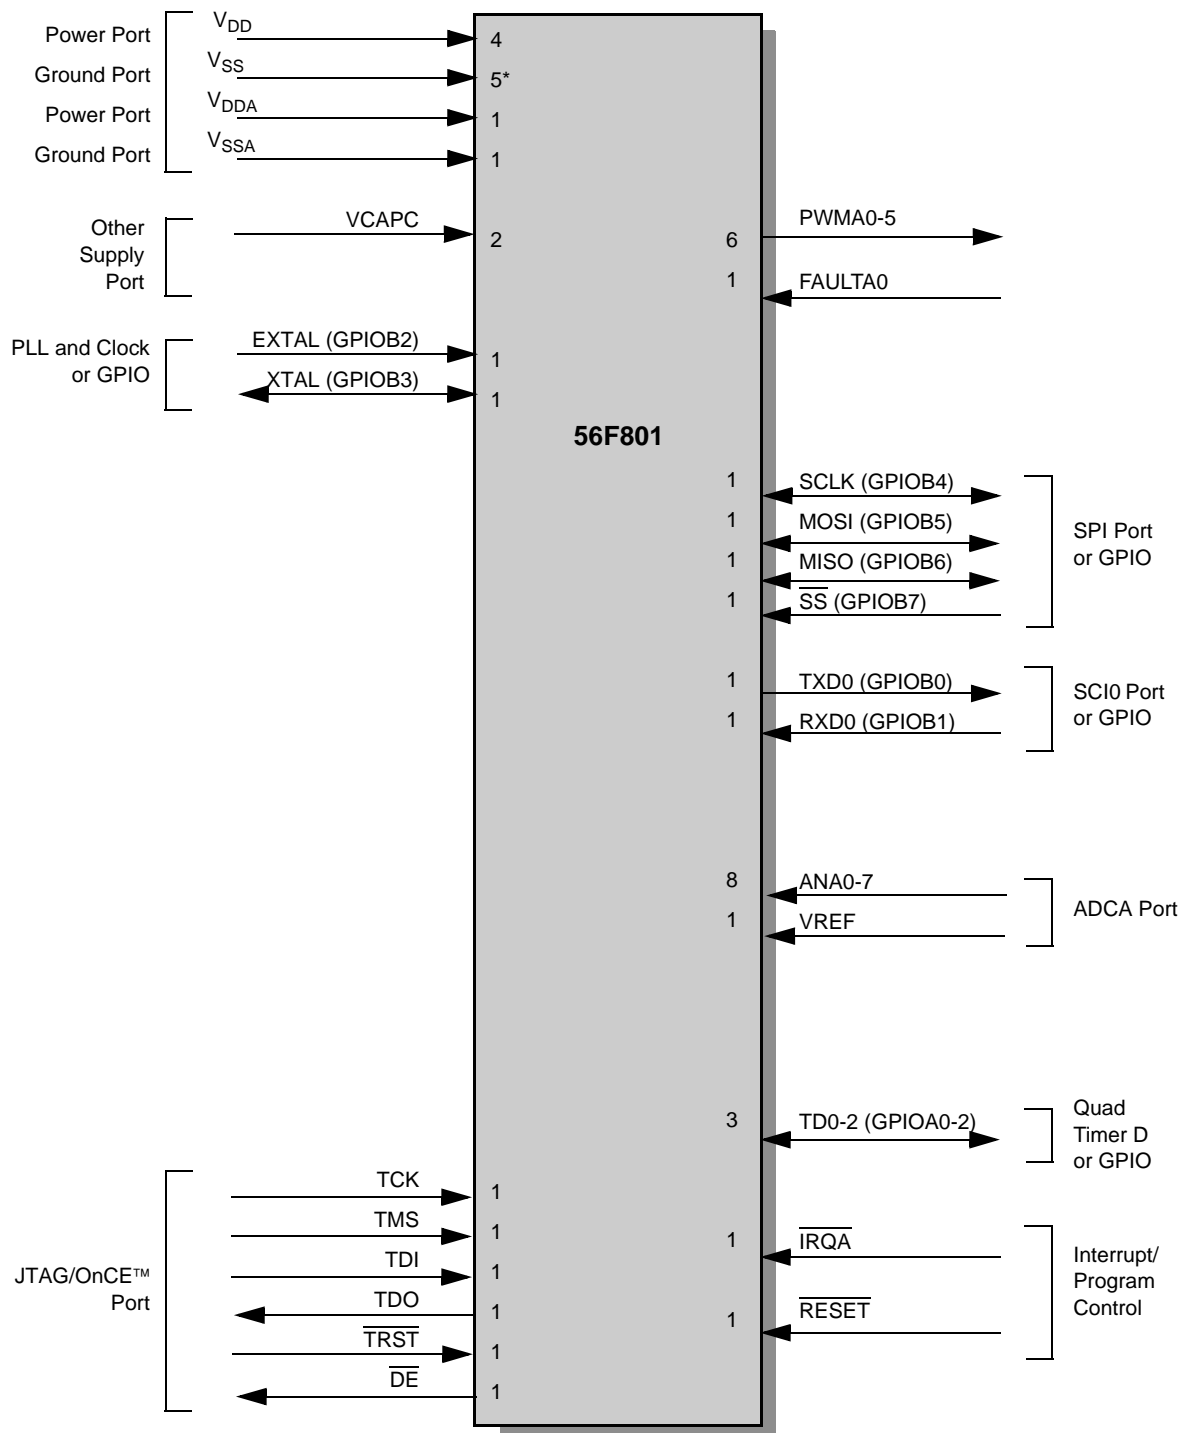 Power Port VDD 4
Ground Port VSS 5*
Power Port VDDA 1
Ground Port VSSA 1
Other
Supply
Port
VCAPC 2
PLL and Clock
or GPIO
EXTAL (GPIOB2) 1
XTAL (GPIOB3) 1
56F801
6 PWMA0-5
1 FAULTA0
1 SCLK (GPIOB4)
1 MOSI (GPIOB5)
1 MISO (GPIOB6)
1 SS (GPIOB7)
SPI Port
or GPIO
1 TXD0 (GPIOB0)
1 RXD0 (GPIOB1)
SCI0 Port
or GPIO
8 ANA0-7
1 VREF
ADCA Port
3 TD0-2 (GPIOA0-2)
Quad
Timer D
or GPIO
JTAG/OnCE™
Port
TCK 1
TMS 1
TDI 1
TDO 1
TRST 1
DE 1
1 IRQA
1 RESET
Interrupt/
Program
Control